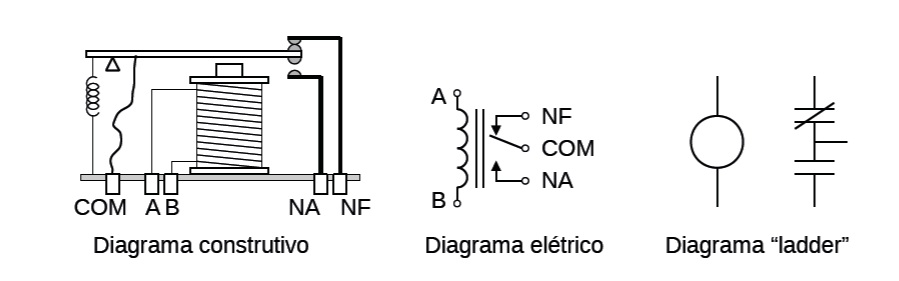 COM A B NA NF
Diagrama construtivo
A
B
NF
COM
NA
Diagrama elétrico
Diagrama “ladder”